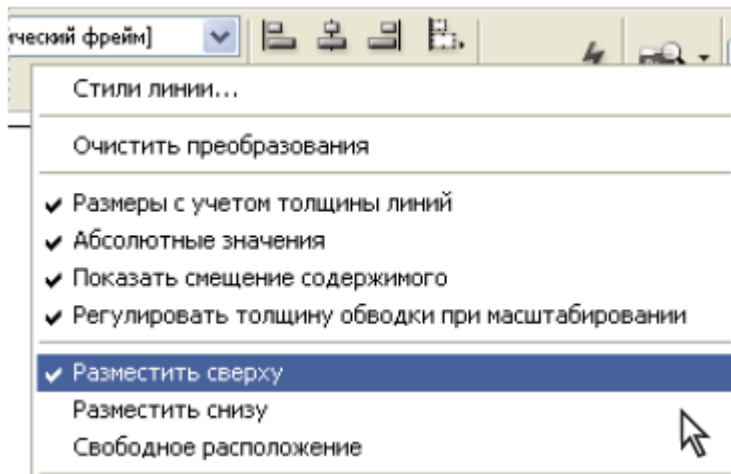 фрейм]
Стили линии...
Очистить преобразования
Размеры с учетом толщины линий
Абсолютные значения
Показать смещение содержимого
Регулировать толщину обводки при масштабировании
Разместить сверху
Разместить снизу
Свободное расположение